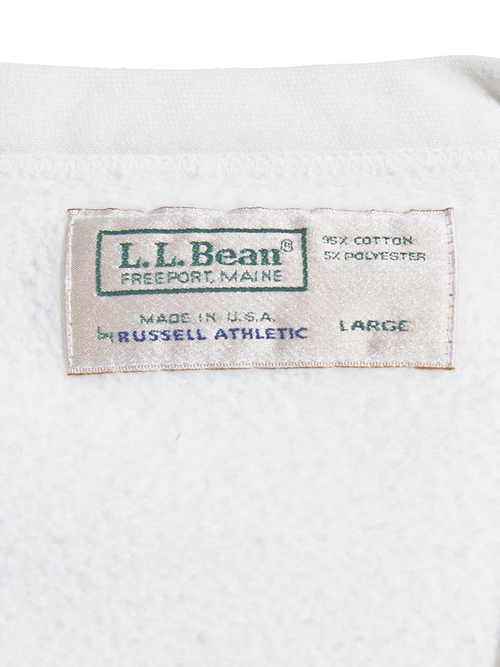 L.L.Bean®
FREEPORT, MAINE
95% COTTON
5% POLYESTER
MADE IN U.S.A.
by RUSSELL ATHLETIC
LARGE